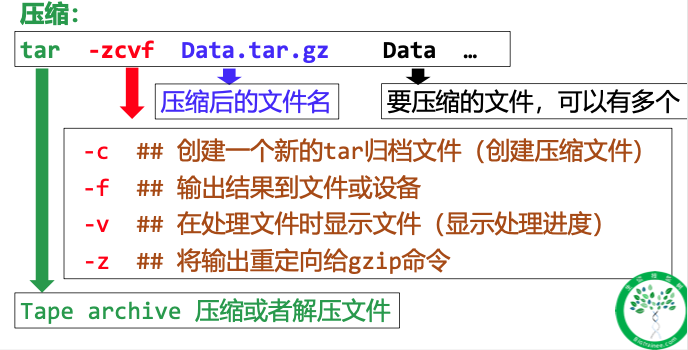 压缩：
tar -zcvf Data.tar.gz Data …
压缩后的文件名
要压缩的文件，可以有多个
-c ## 创建一个新的tar归档文件（创建压缩文件）
-f ## 输出结果到文件或设备
-v ## 在处理文件时显示文件（显示处理进度）
-z ## 将输出重定向给gzip命令
Tape archive 压缩或者解压文件